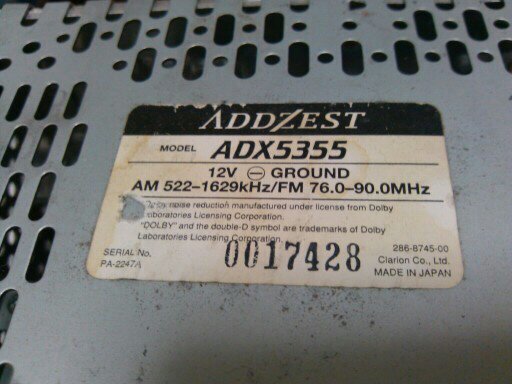 ADDZEST
MODEL ADX5355
12V ⊖ GROUND
AM 522–1629kHz/FM 76.0–90.0MHz
noise reduction manufactured under license from Dolby
Laboratories Licensing Corporation.
"DOLBY" and the double-D symbol are trademarks of Dolby
Laboratories Licensing Corporation.
286-8745-00
SERIAL No. 0017428 Clarion Co., Ltd.
PA-2247A MADE IN JAPAN